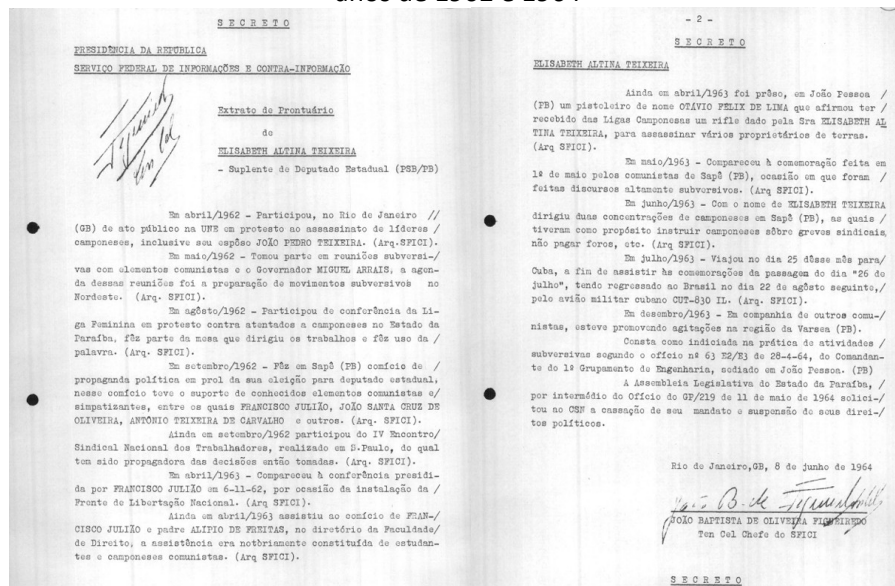 anos de 1962 e 1964
S E C R E T O
PRESIDÊNCIA DA REPÚBLICA
SERVIÇO FEDERAL DE INFORMAÇÕES E CONTRA-INFORMAÇÃO
Extrato de Prontuário
de
ELISABETH ALTINA TEIXEIRA
- Suplente de Deputado Estadual (PSB/PB)
Em abril/1962 - Participou, no Rio de Janeiro //
(GB) de ato público na UNE em protesto ao assassinato de líderes /
camponeses, inclusive seu espôso JOÃO PEDRO TEIXEIRA. (Arq.SFICI).
Em maio/1962 - Tomou parte em reuniões subversi-/
vas com elementos comunistas e o Governador MIGUEL ARRAIS, a agen-
da dessas reuniões foi a preparação de movimentos subversivos no
Nordeste. (Arq. SFICI).
Em agôsto/1962 - Participou de conferência da Li-
ga Feminina em protesto contra atentados a camponeses no Estado da
Paraíba, fêz parte da mesa que dirigiu os trabalhos e fêz uso da /
palavra. (Arq. SFICI).
Em setembro/1962 - Fêz em Sapê (PB) comício de /
propaganda política em prol da sua eleição para deputado estadual,
nesse comício teve o suporte de conhecidos elementos comunistas e/
simpatizantes, entre os quais FRANCISCO JULIÃO, JOÃO SANTA CRUZ DE
OLIVEIRA, ANTÔNIO TEIXEIRA DE CARVALHO e outros. (Arq. SFICI).
Ainda em setembro/1962 participou do IV Encontro/
Sindical Nacional dos Trabalhadores, realizado em S.Paulo, do qual
tem sido propagadora das decisões então tomadas. (Arq. SFICI).
Em abril/1963 - Compareceu à conferência presidi-
da por FRANCISCO JULIÃO em 6-11-62, por ocasião da instalação da /
Frente de Libertação Nacional. (Arq SFICI).
Ainda em abril/1963 assistiu ao comício de FRAN-/
CISCO JULIÃO e padre ALIPIO DE FREITAS, no diretório da Faculdade/
de Direito, a assistência era notòriamente constituída de estudan-
tes e camponeses comunistas. (Arq SFICI).
- 2 -
S E C R E T O
ELISABETH ALTINA TEIXEIRA
Ainda em abril/1963 foi prêso, em João Pessoa /
(PB) um pistoleiro de nome OTÁVIO FELIX DE LIMA que afirmou ter /
recebido das Ligas Camponesas um rifle dado pela Sra ELISABETH AL
TINA TEIXEIRA, para assassinar vários proprietários de terras.
(Arq SFICI).
Em maio/1963 - Compareceu à comemoração feita em
1º de maio pelos comunistas de Sapê (PB), ocasião em que foram /
feitas discursos altamente subversivos. (Arq SFICI).
Em junho/1963 - Com o nome de ELISABETH TEIXEIRA
dirigiu duas concentrações de camponeses em Sapê (PB), as quais /
tiveram como propósito instruir camponeses sôbre greves sindicais,
não pagar foros, etc. (Arq SFICI).
Em julho/1963 - Viajou no dia 25 dêsse mês para/
Cuba, a fim de assistir às comemorações da passagem do dia "26 de
julho", tendo regressado ao Brasil no dia 22 de agôsto seguinte,/
pelo avião militar cubano CUT-830 IL. (Arq SFICI).
Em dezembro/1963 - Em companhia de outros comu-/
nistas, esteve promovendo agitações na região da Varsea (PB).
Consta como indiciada na prática de atividades /
subversivas segundo o ofício nº 63 E2/E3 de 28-4-64, do Comandan-
te do 1º Grupamento de Engenharia, sediado em João Pessoa. (PB)
A Assembleia Legislativa do Estado da Paraíba, /
por intermédio do Ofício do GP/219 de 11 de maio de 1964 solici-/
tou ao CSN a cassação de seu mandato e suspensão de seus direi-/
tos políticos.
Rio de Janeiro,GB, 8 de junho de 1964
João B. de Figueiredo
JOÃO BAPTISTA DE OLIVEIRA FIGUEIREDO
Ten Cel Chefe do SFICI
S E C R E T O